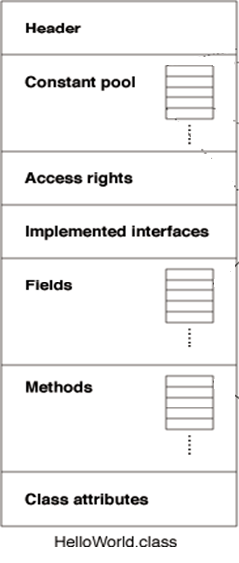 Header
Constant pool
Access rights
Implemented interfaces
Fields
Methods
Class attributes
HelloWorld.class